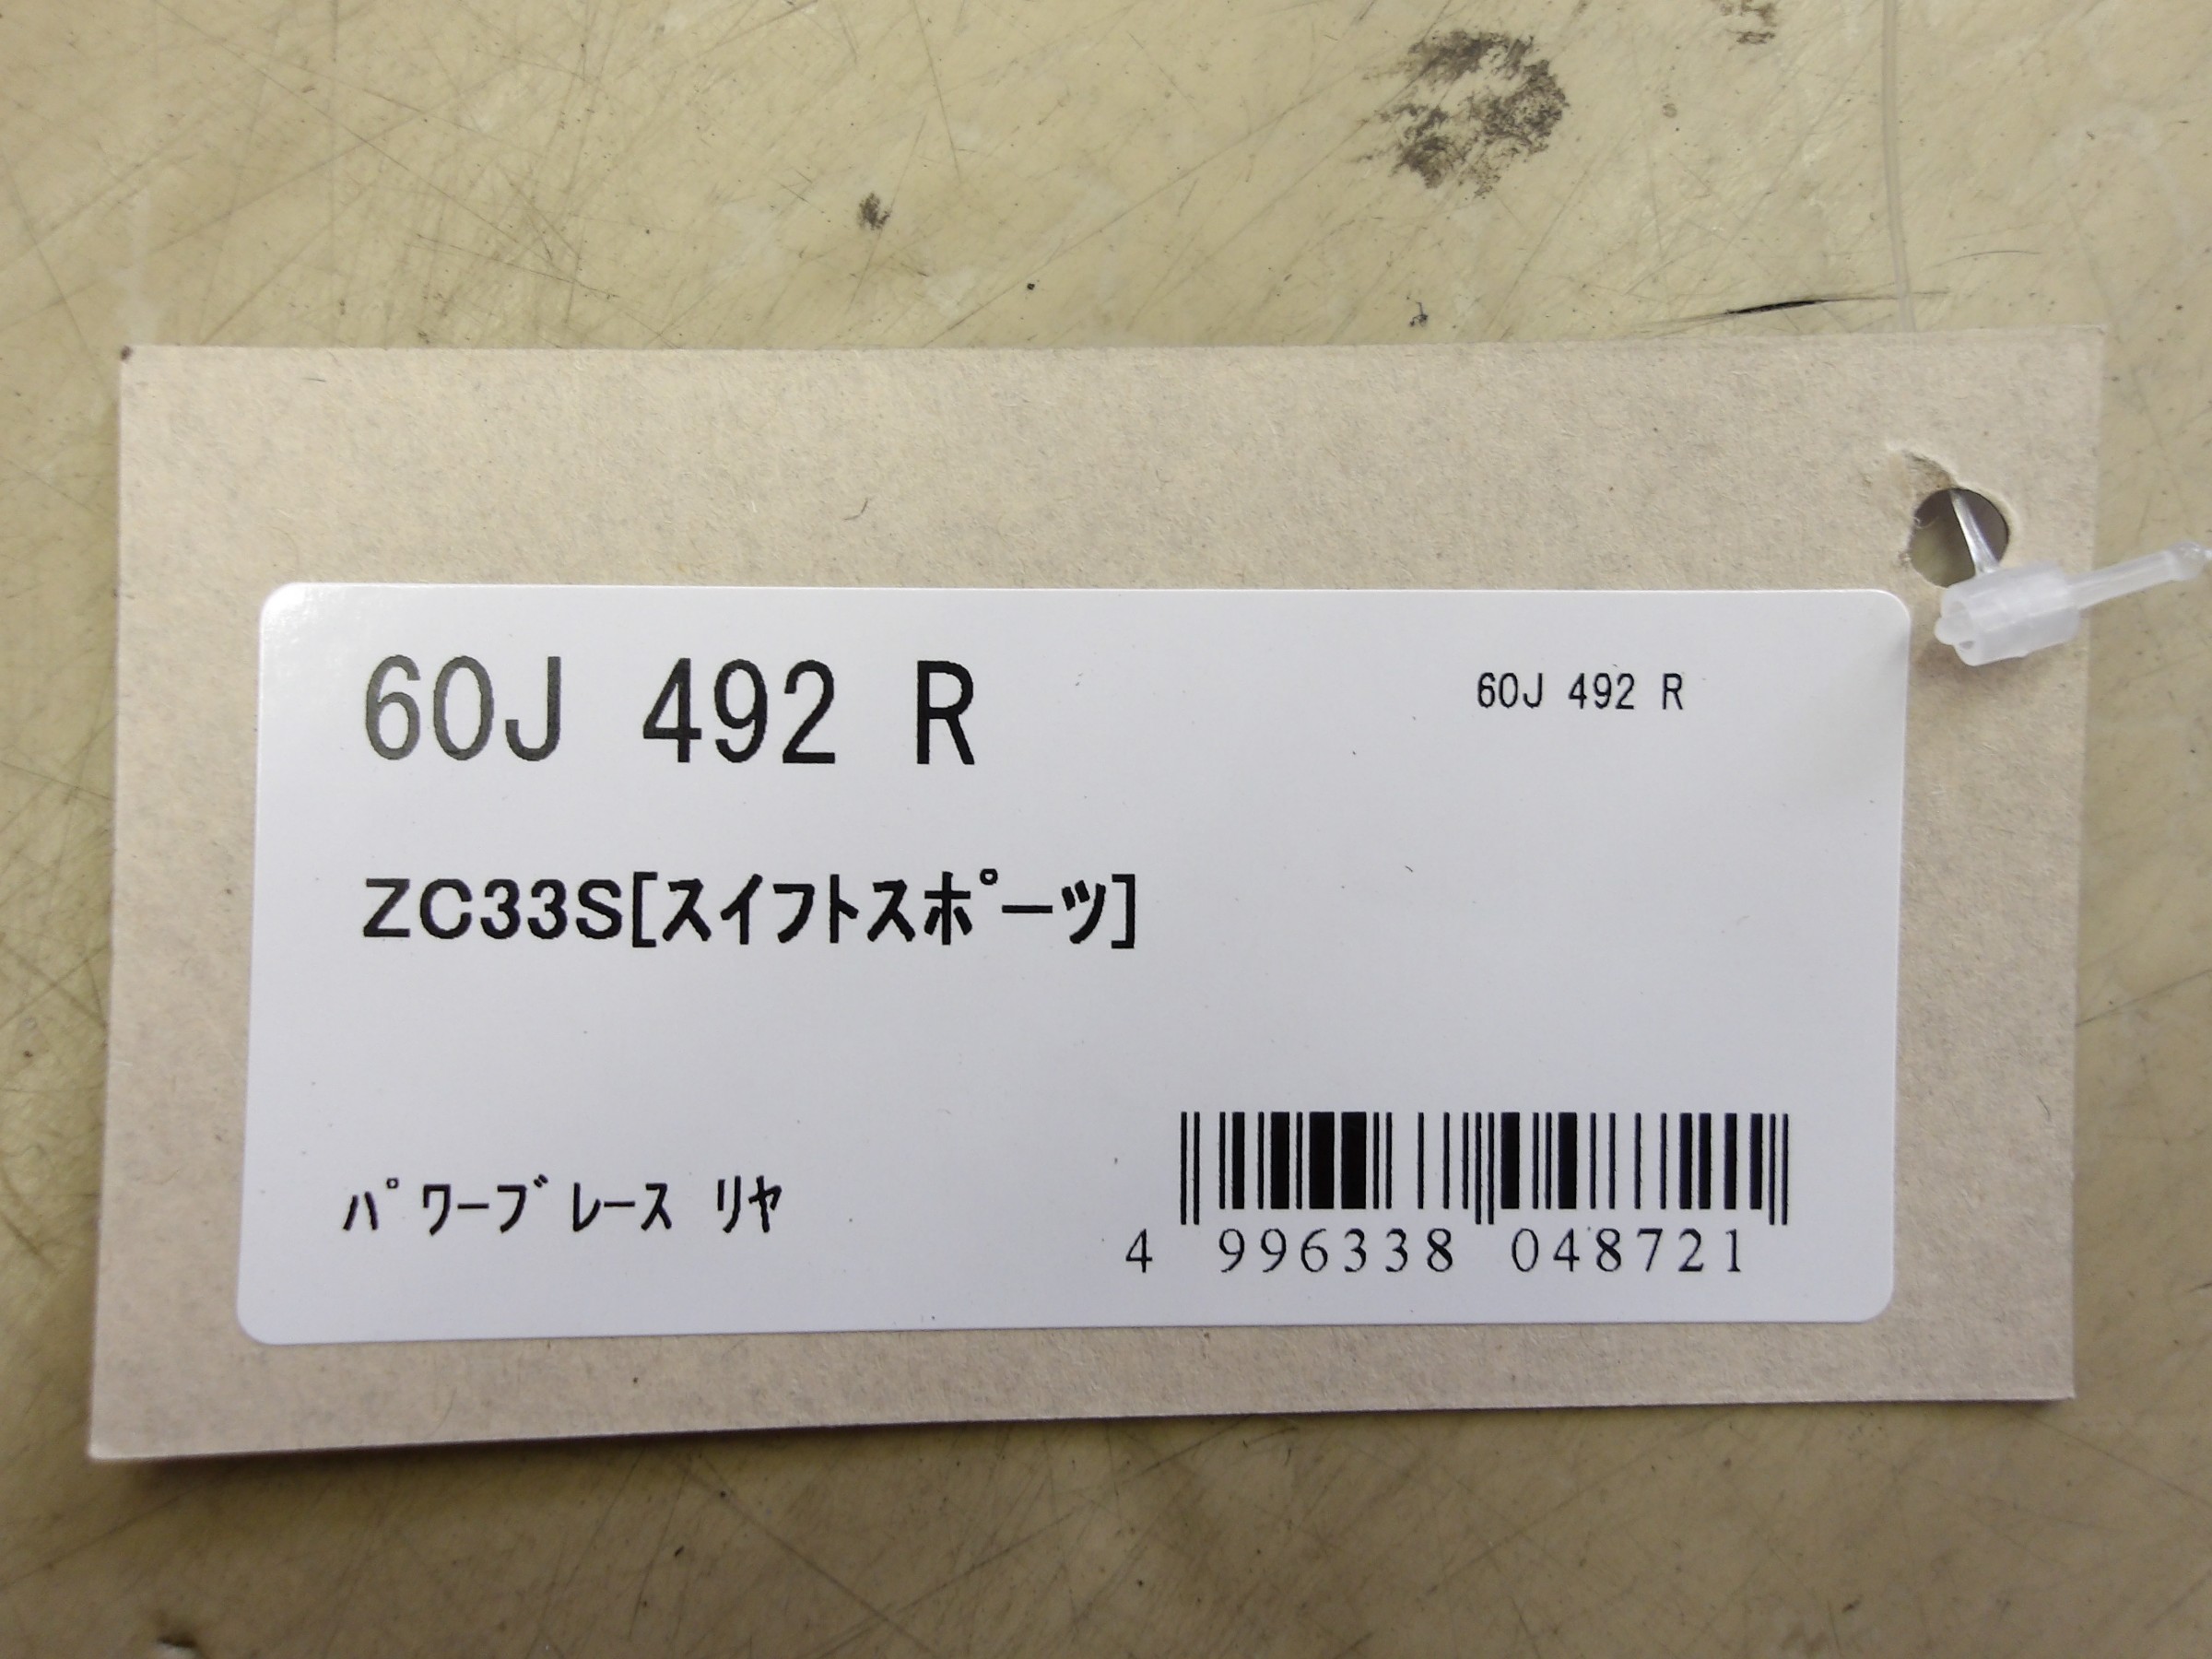 60J 492 R
60J 492 R
ZC33S[ｽｲﾌﾄｽﾎﾟｰﾂ]
ﾊﾟﾜｰﾌﾞﾚｰｽ ﾘﾔ
4 996338 048721